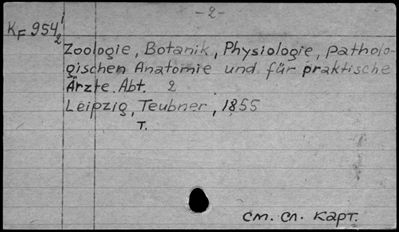 -2-
KF 954 1/2
Zoologie, Botanik, Physiologie, patholo-
gischen Anatomie und für praktische
Ärzte. Abt. 2
Leipzig, Teubner, 1855
T.
см. сл. карт.